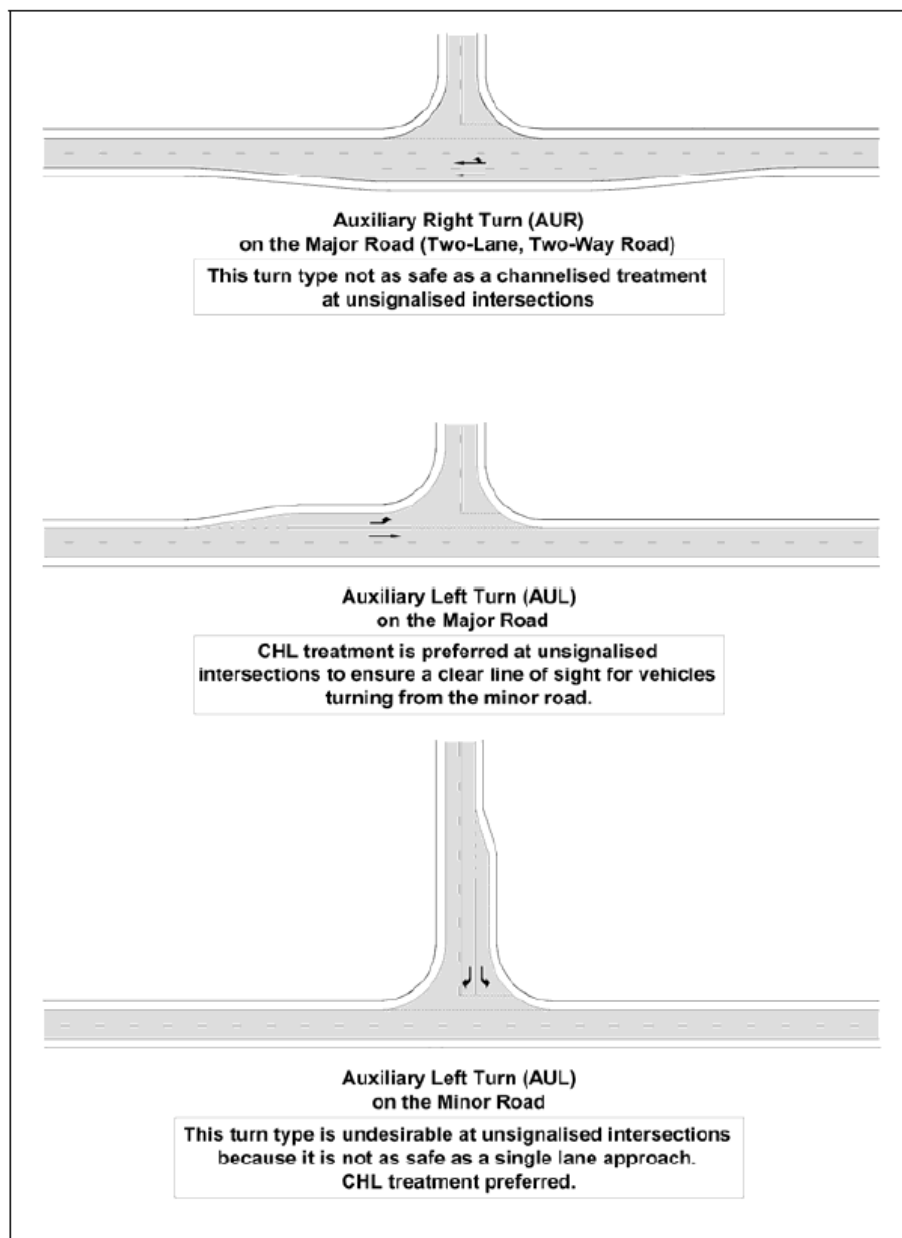 Auxiliary Right Turn (AUR)
on the Major Road (Two-Lane, Two-Way Road)
This turn type not as safe as a channelised treatment
at unsignalised intersections
Auxiliary Left Turn (AUL)
on the Major Road
CHL treatment is preferred at unsignalised
intersections to ensure a clear line of sight for vehicles
turning from the minor road.
Auxiliary Left Turn (AUL)
on the Minor Road
This turn type is undesirable at unsignalised intersections
because it is not as safe as a single lane approach.
CHL treatment preferred.